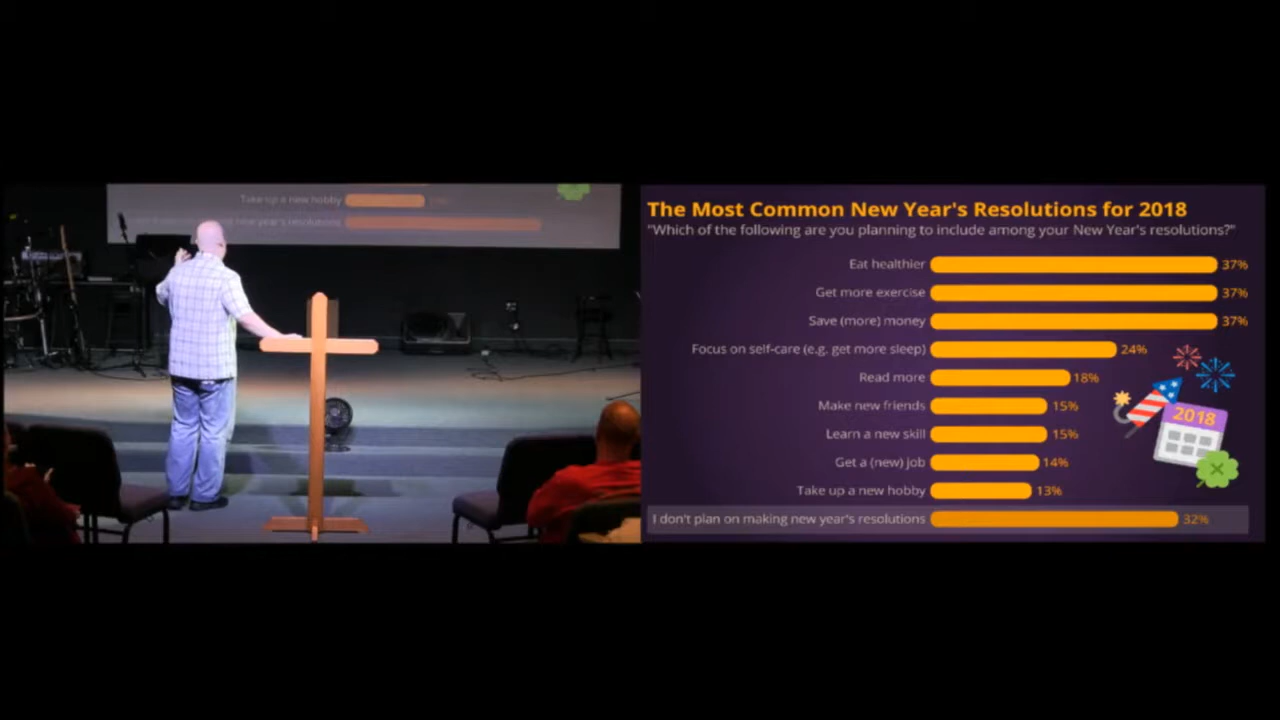 Take up a new hobby
new year's resolutions
The Most Common New Year's Resolutions for 2018
"Which of the following are you planning to include among your New Year's resolutions?"
Eat healthier 37%
Get more exercise 37%
Save (more) money 37%
Focus on self-care (e.g. get more sleep) 24%
Read more 18%
Make new friends 15%
Learn a new skill 15%
2018
Get a (new) job 14%
Take up a new hobby 13%
I don't plan on making new year's resolutions 32%